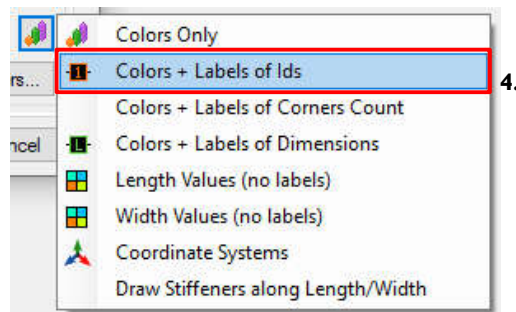 Colors Only
rs...
Colors + Labels of Ids
4.
Colors + Labels of Corners Count
ncel
L
Colors + Labels of Dimensions
Length Values (no labels)
Width Values (no labels)
Coordinate Systems
Draw Stiffeners along Length/Width